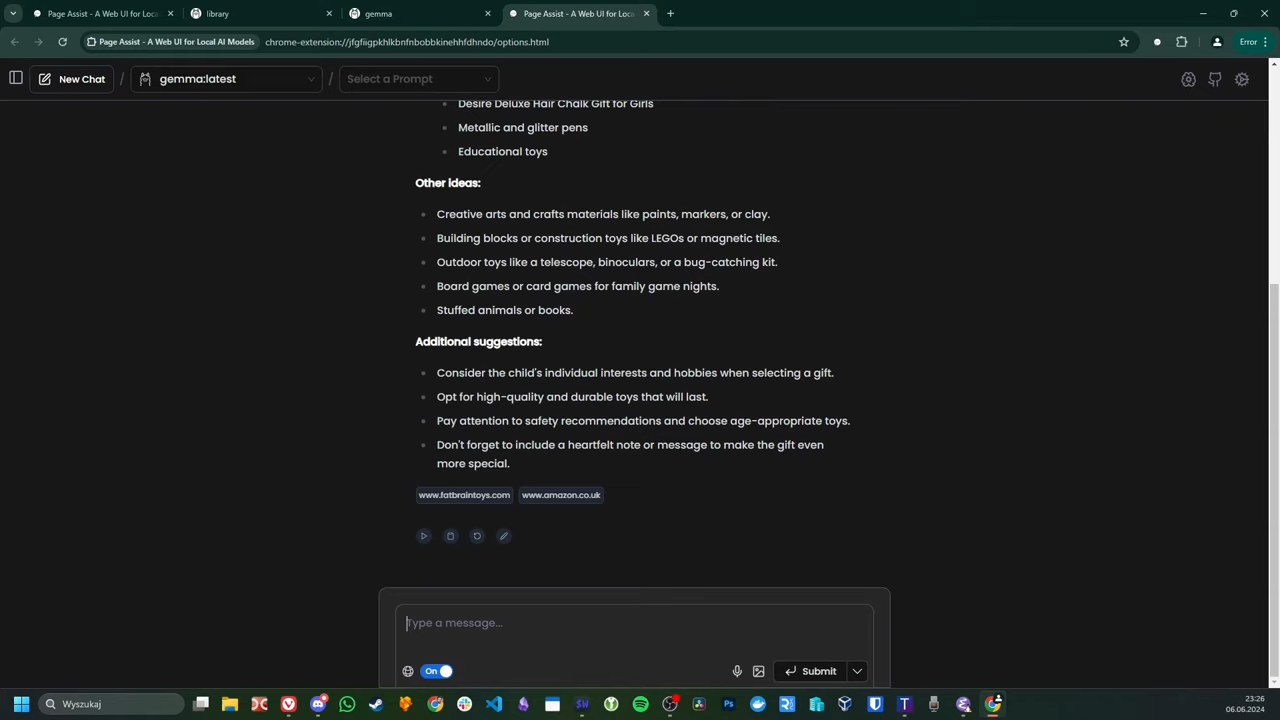 Page Assist - A Web UI for Loca
library
gemma
Page Assist - A Web UI for Loca
Page Assist - A Web UI for Local AI Models
chrome-extension://jfgfiigpkhlkbnfnbobbkinehhfdhndo/options.html
Error
New Chat
/
gemma:latest
/
Select a Prompt
Desire Deluxe Hair Chalk Gift for Girls
Metallic and glitter pens
Educational toys
Other ideas:
Creative arts and crafts materials like paints, markers, or clay.
Building blocks or construction toys like LEGOs or magnetic tiles.
Outdoor toys like a telescope, binoculars, or a bug-catching kit.
Board games or card games for family game nights.
Stuffed animals or books.
Additional suggestions:
Consider the child's individual interests and hobbies when selecting a gift.
Opt for high-quality and durable toys that will last.
Pay attention to safety recommendations and choose age-appropriate toys.
Don't forget to include a heartfelt note or message to make the gift even
more special.
www.fatbraintoys.com
www.amazon.co.uk
Type a message...
On
Submit
Wyszukaj
23:26
06.06.2024